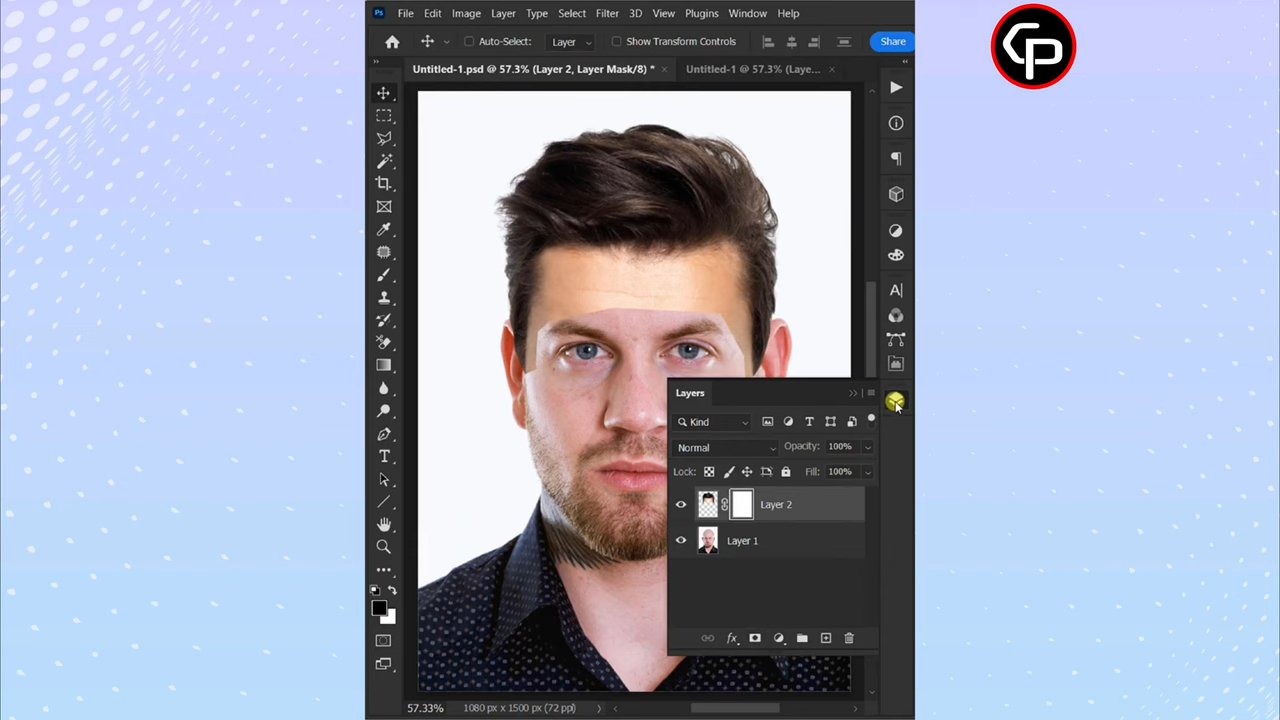 Ps File Edit Image Layer Type Select Filter 3D View Plugins Window Help
Auto-Select: Layer Show Transform Controls Share
Untitled-1.psd @ 57.3% (Layer 2, Layer Mask/8) * × Untitled-1 @ 57.3% (Laye... ×
Layers
Kind
Normal Opacity: 100%
Lock: Fill: 100%
Layer 2
Layer 1
fx
57.33% 1080 px x 1500 px (72 ppi)